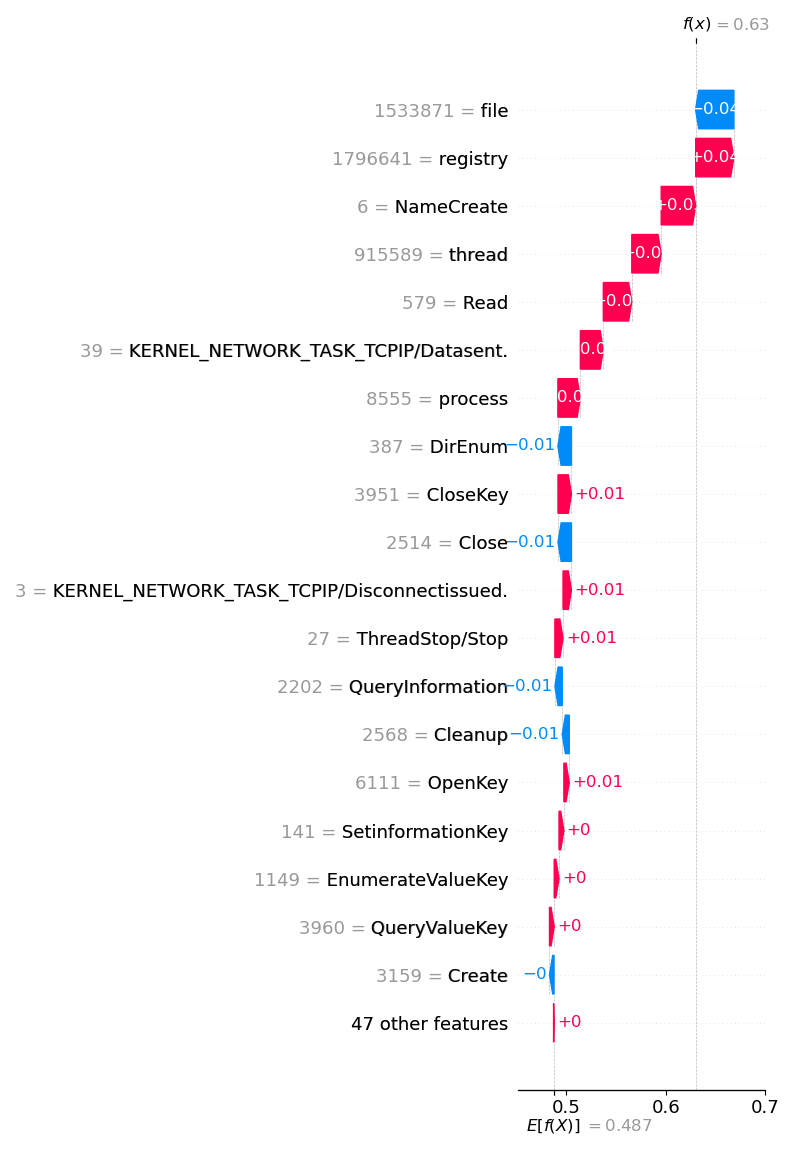 f(x) = 0.63
1533871 = file −0.04
1796641 = registry +0.04
6 = NameCreate
915589 = thread
579 = Read
39 = KERNEL_NETWORK_TASK_TCPIP/Datasent.
8555 = process
387 = DirEnum −0.01
3951 = CloseKey +0.01
2514 = Close −0.01
3 = KERNEL_NETWORK_TASK_TCPIP/Disconnectissued. +0.01
27 = ThreadStop/Stop +0.01
2202 = QueryInformation −0.01
2568 = Cleanup −0.01
6111 = OpenKey +0.01
141 = SetinformationKey +0
1149 = EnumerateValueKey +0
3960 = QueryValueKey +0
3159 = Create −0
47 other features +0
0.5 0.6 0.7
E[f(X)] = 0.487